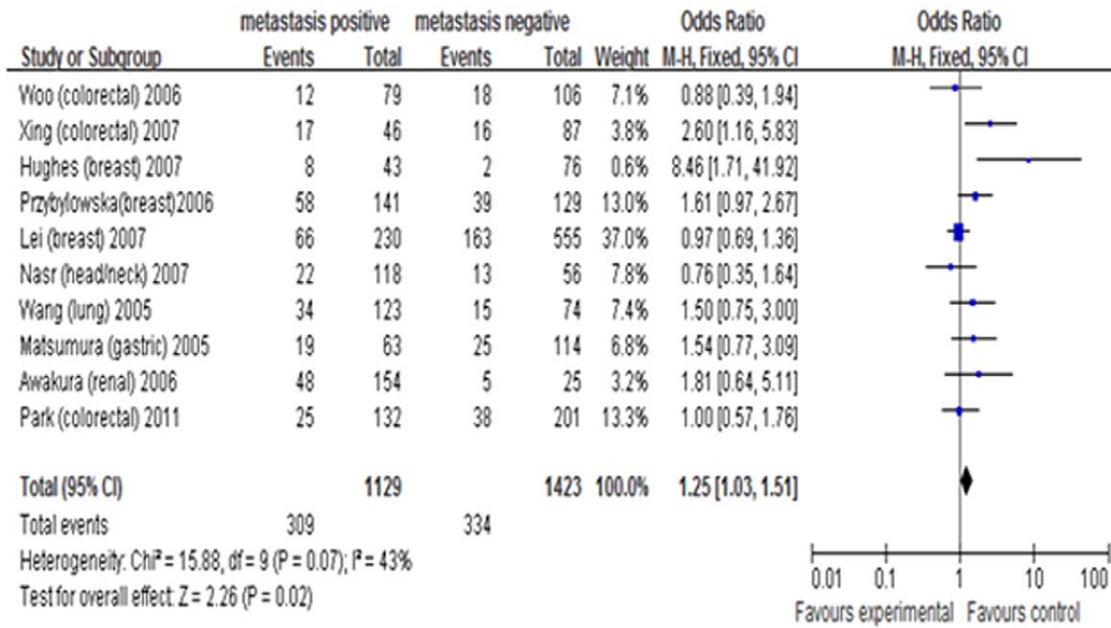 metastasis positive metastasis negative Odds Ratio Odds Ratio
Study or Subgroup Events Total Events Total Weight M-H, Fixed, 95% CI M-H, Fixed, 95% CI
Woo (colorectal) 2006 12 79 18 106 7.1% 0.88 [0.39, 1.94]
Xing (colorectal) 2007 17 46 16 87 3.8% 2.60 [1.16, 5.83]
Hughes (breast) 2007 8 43 2 76 0.6% 8.46 [1.71, 41.92]
Przybylowska(breast)2006 58 141 39 129 13.0% 1.61 [0.97, 2.67]
Lei (breast) 2007 66 230 163 555 37.0% 0.97 [0.69, 1.36]
Nasr (head/neck) 2007 22 118 13 56 7.8% 0.76 [0.35, 1.64]
Wang (lung) 2005 34 123 15 74 7.4% 1.50 [0.75, 3.00]
Matsumura (gastric) 2005 19 63 25 114 6.8% 1.54 [0.77, 3.09]
Awakura (renal) 2006 48 154 5 25 3.2% 1.81 [0.64, 5.11]
Park (colorectal) 2011 25 132 38 201 13.3% 1.00 [0.57, 1.76]
Total (95% CI) 1129 1423 100.0% 1.25 [1.03, 1.51]
Total events 309 334
Heterogeneity: Chi² = 15.88, df = 9 (P = 0.07); I² = 43%
Test for overall effect: Z = 2.26 (P = 0.02)
0.01 0.1 1 10 100
Favours experimental Favours control